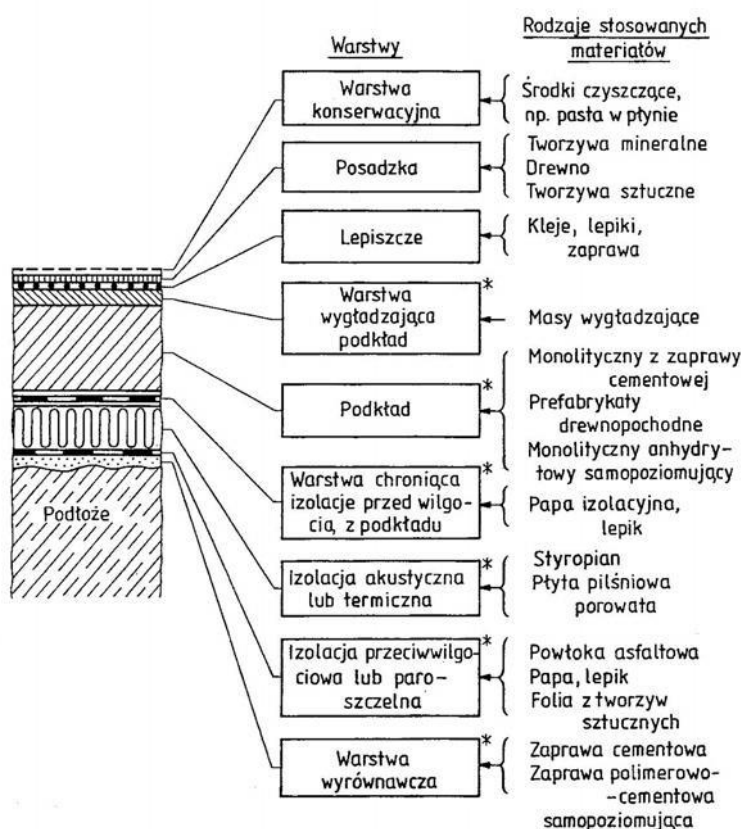 Warstwy
Rodzaje stosowanych
materiałów
Warstwa
konserwacyjna
Środki czyszczące,
np. pasta w płynie
Posadzka
Tworzywa mineralne
Drewno
Tworzywa sztuczne
Lepiszcze
Kleje, lepiki,
zaprawa
*
Warstwa
wygładzająca
podkład
Masy wygładzające
*
Podkład
Monolityczny z zaprawy
cementowej
Prefabrykaty
drewnopochodne
Monolityczny anhydry-
towy samopoziomujący
*
Warstwa chroniąca
izolację przed wilgo-
cią, z podkładu
Papa izolacyjna,
lepik
*
Izolacja akustyczna
lub termiczna
Styropian
Płyta pilśniowa
porowata
*
Izolacja przeciwwilgo-
ciowa lub paro-
szczelna
Powłoka asfaltowa
Papa, lepik
Folia z tworzyw
sztucznych
*
Warstwa
wyrównawcza
Zaprawa cementowa
Zaprawa polimerowo-
-cementowa
samopoziomująca
Podłoże